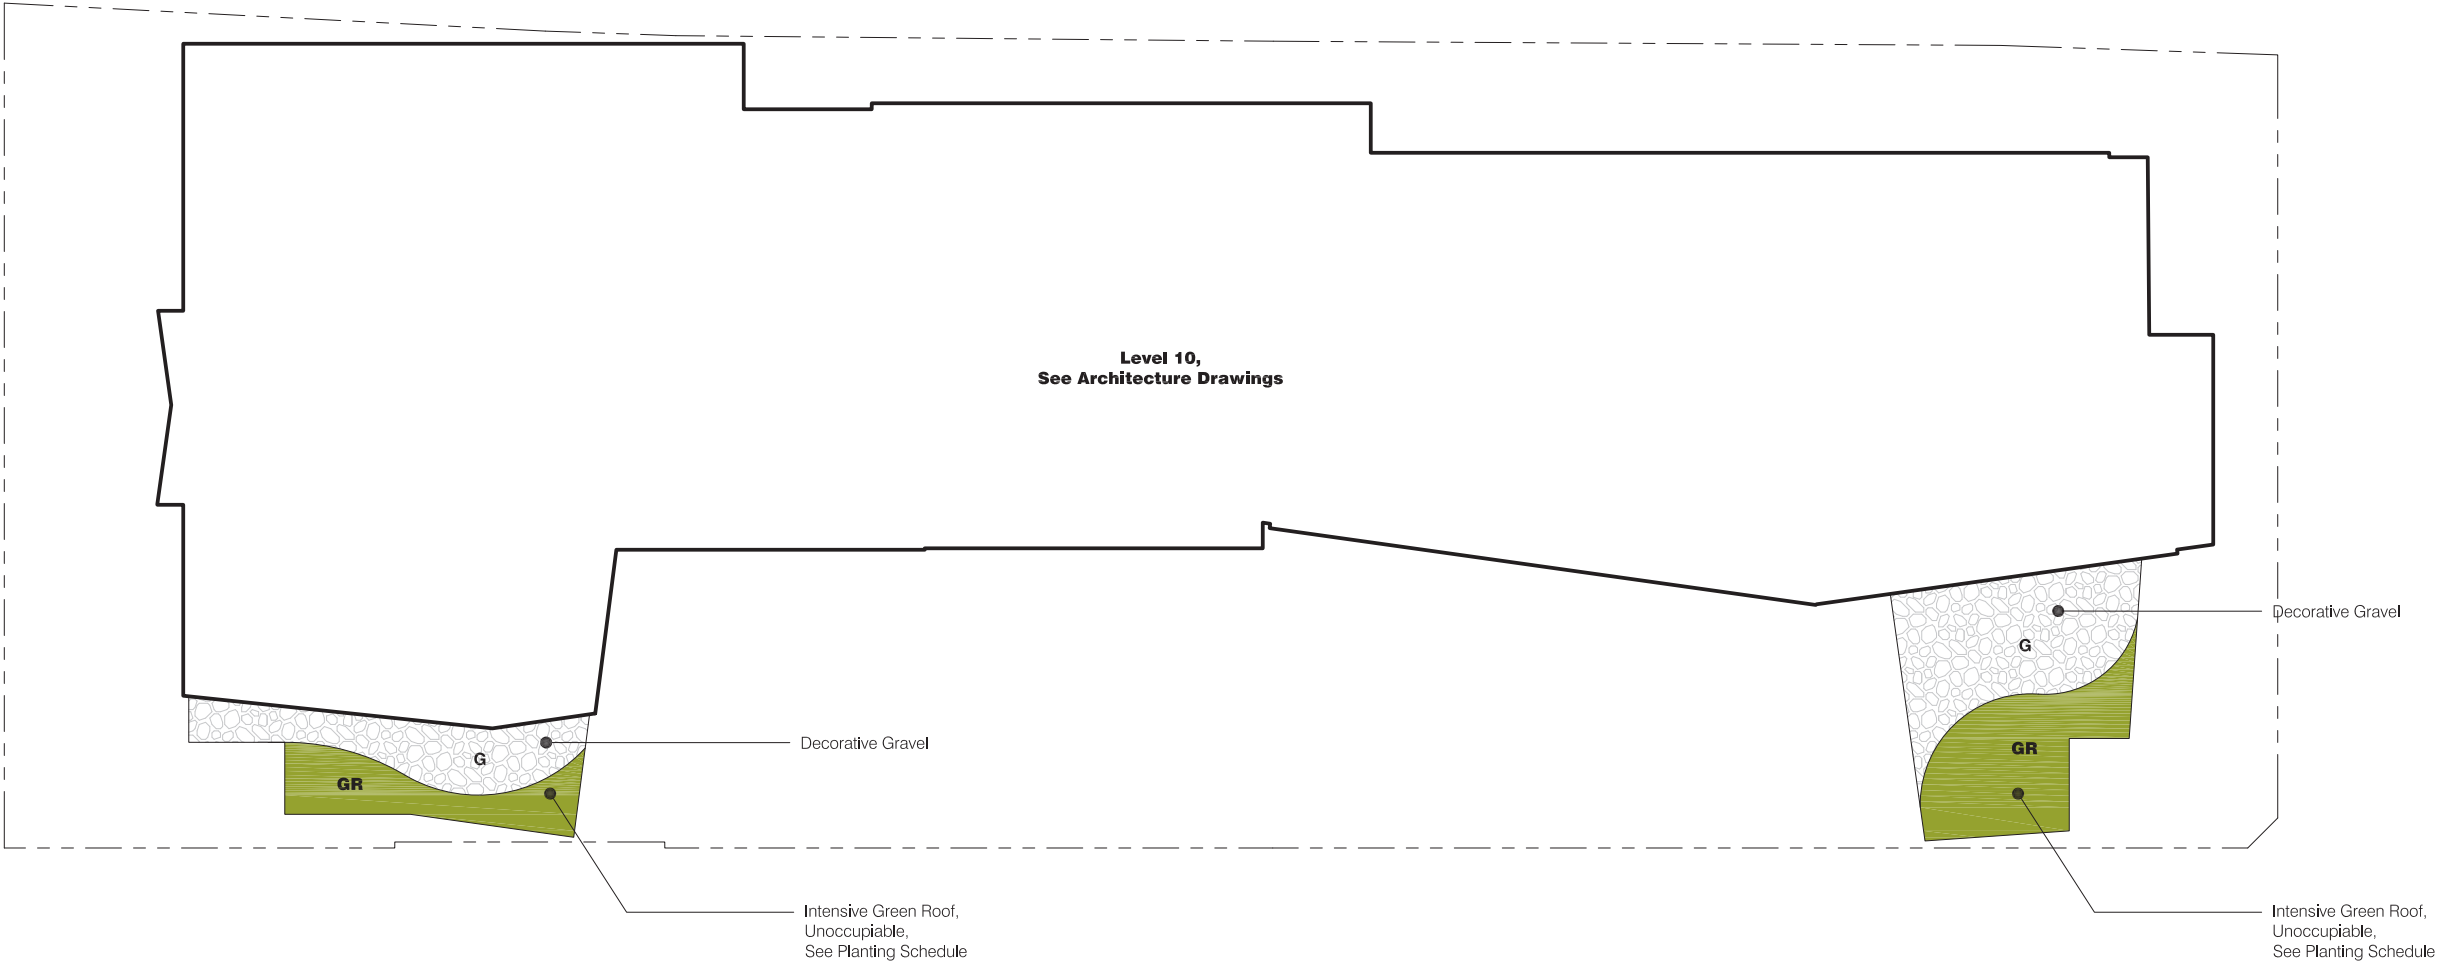 Level 10,
See Architecture Drawings
Decorative Gravel
G
GR
Decorative Gravel
G
GR
Intensive Green Roof,
Unoccupiable,
See Planting Schedule
Intensive Green Roof,
Unoccupiable,
See Planting Schedule